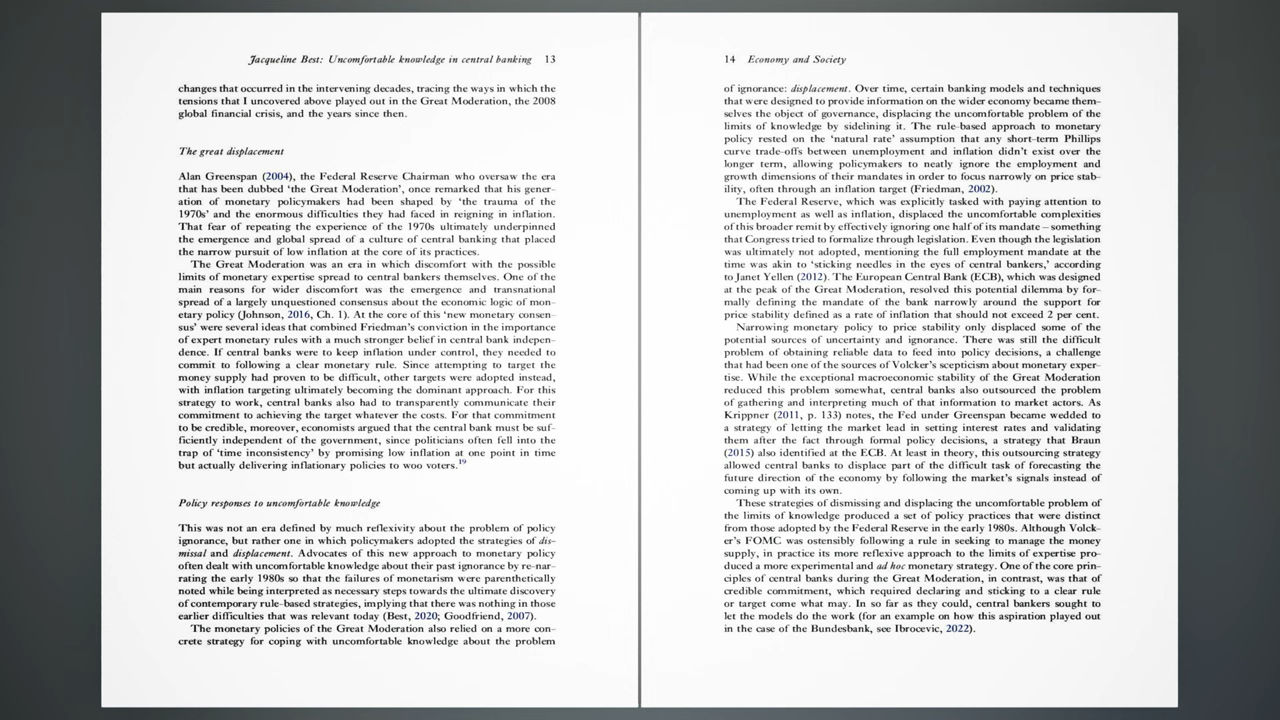 Jacqueline Best: Uncomfortable knowledge in central banking 13
changes that occurred in the intervening decades, tracing the ways in which the
tensions that I uncovered above played out in the Great Moderation, the 2008
global financial crisis, and the years since then.
The great displacement
Alan Greenspan (2004), the Federal Reserve Chairman who oversaw the era
that has been dubbed ‘the Great Moderation’, once remarked that his gener-
ation of monetary policymakers had been shaped by ‘the trauma of the
1970s’ and the enormous difficulties they had faced in reigning in inflation.
That fear of repeating the experience of the 1970s ultimately underpinned
the emergence and global spread of a culture of central banking that placed
the narrow pursuit of low inflation at the core of its practices.
The Great Moderation was an era in which discomfort with the possible
limits of monetary expertise spread to central bankers themselves. One of the
main reasons for wider discomfort was the emergence and transnational
spread of a largely unquestioned consensus about the economic logic of mon-
etary policy (Johnson, 2016, Ch. 1). At the core of this ‘new monetary consen-
sus’ were several ideas that combined Friedman’s conviction in the importance
of expert monetary rules with a much stronger belief in central bank indepen-
dence. If central banks were to keep inflation under control, they needed to
commit to following a clear monetary rule. Since attempting to target the
money supply had proven to be difficult, other targets were adopted instead,
with inflation targeting ultimately becoming the dominant approach. For this
strategy to work, central banks also had to transparently communicate their
commitment to achieving the target whatever the costs. For that commitment
to be credible, moreover, economists argued that the central bank must be suf-
ficiently independent of the government, since politicians often fell into the
trap of ‘time inconsistency’ by promising low inflation at one point in time
but actually delivering inflationary policies to woo voters.19
Policy responses to uncomfortable knowledge
This was not an era defined by much reflexivity about the problem of policy
ignorance, but rather one in which policymakers adopted the strategies of dis-
missal and displacement. Advocates of this new approach to monetary policy
often dealt with uncomfortable knowledge about their past ignorance by re-nar-
rating the early 1980s so that the failures of monetarism were parenthetically
noted while being interpreted as necessary steps towards the ultimate discovery
of contemporary rule-based strategies, implying that there was nothing in those
earlier difficulties that was relevant today (Best, 2020; Goodfriend, 2007).
The monetary policies of the Great Moderation also relied on a more con-
crete strategy for coping with uncomfortable knowledge about the problem
14 Economy and Society
of ignorance: displacement. Over time, certain banking models and techniques
that were designed to provide information on the wider economy became them-
selves the object of governance, displacing the uncomfortable problem of the
limits of knowledge by sidelining it. The rule-based approach to monetary
policy rested on the ‘natural rate’ assumption that any short-term Phillips
curve trade-offs between unemployment and inflation didn’t exist over the
longer term, allowing policymakers to neatly ignore the employment and
growth dimensions of their mandates in order to focus narrowly on price stab-
ility, often through an inflation target (Friedman, 2002).
The Federal Reserve, which was explicitly tasked with paying attention to
unemployment as well as inflation, displaced the uncomfortable complexities
of this broader remit by effectively ignoring one half of its mandate – something
that Congress tried to formalize through legislation. Even though the legislation
was ultimately not adopted, mentioning the full employment mandate at the
time was akin to ‘sticking needles in the eyes of central bankers,’ according
to Janet Yellen (2012). The European Central Bank (ECB), which was designed
at the peak of the Great Moderation, resolved this potential dilemma by for-
mally defining the mandate of the bank narrowly around the support for
price stability defined as a rate of inflation that should not exceed 2 per cent.
Narrowing monetary policy to price stability only displaced some of the
potential sources of uncertainty and ignorance. There was still the difficult
problem of obtaining reliable data to feed into policy decisions, a challenge
that had been one of the sources of Volcker’s scepticism about monetary exper-
tise. While the exceptional macroeconomic stability of the Great Moderation
reduced this problem somewhat, central banks also outsourced the problem
of gathering and interpreting much of that information to market actors. As
Krippner (2011, p. 133) notes, the Fed under Greenspan became wedded to
a strategy of letting the market lead in setting interest rates and validating
them after the fact through formal policy decisions, a strategy that Braun
(2015) also identified at the ECB. At least in theory, this outsourcing strategy
allowed central banks to displace part of the difficult task of forecasting the
future direction of the economy by following the market’s signals instead of
coming up with its own.
These strategies of dismissing and displacing the uncomfortable problem of
the limits of knowledge produced a set of policy practices that were distinct
from those adopted by the Federal Reserve in the early 1980s. Although Volck-
er’s FOMC was ostensibly following a rule in seeking to manage the money
supply, in practice its more reflexive approach to the limits of expertise pro-
duced a more experimental and ad hoc monetary strategy. One of the core prin-
ciples of central banks during the Great Moderation, in contrast, was that of
credible commitment, which required declaring and sticking to a clear rule
or target come what may. In so far as they could, central bankers sought to
let the models do the work (for an example on how this aspiration played out
in the case of the Bundesbank, see Ibrocevic, 2022).